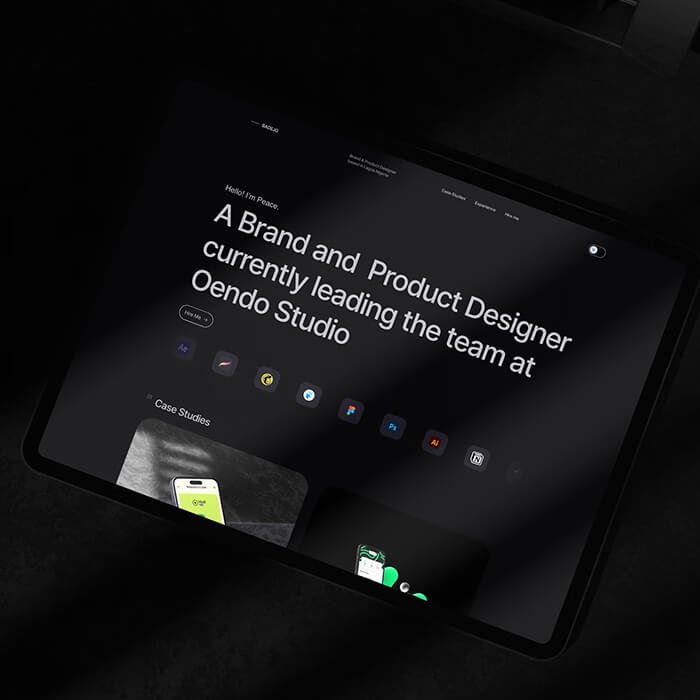 BADEJO
Brand & Product Designer
based in Lagos Nigeria
Case Studies
Experience
Hire me
Hello! I'm Peace.
A Brand and Product Designer
currently leading the team at
Oendo Studio
Hire Me →
Ae
Ps
Ai
Case Studies